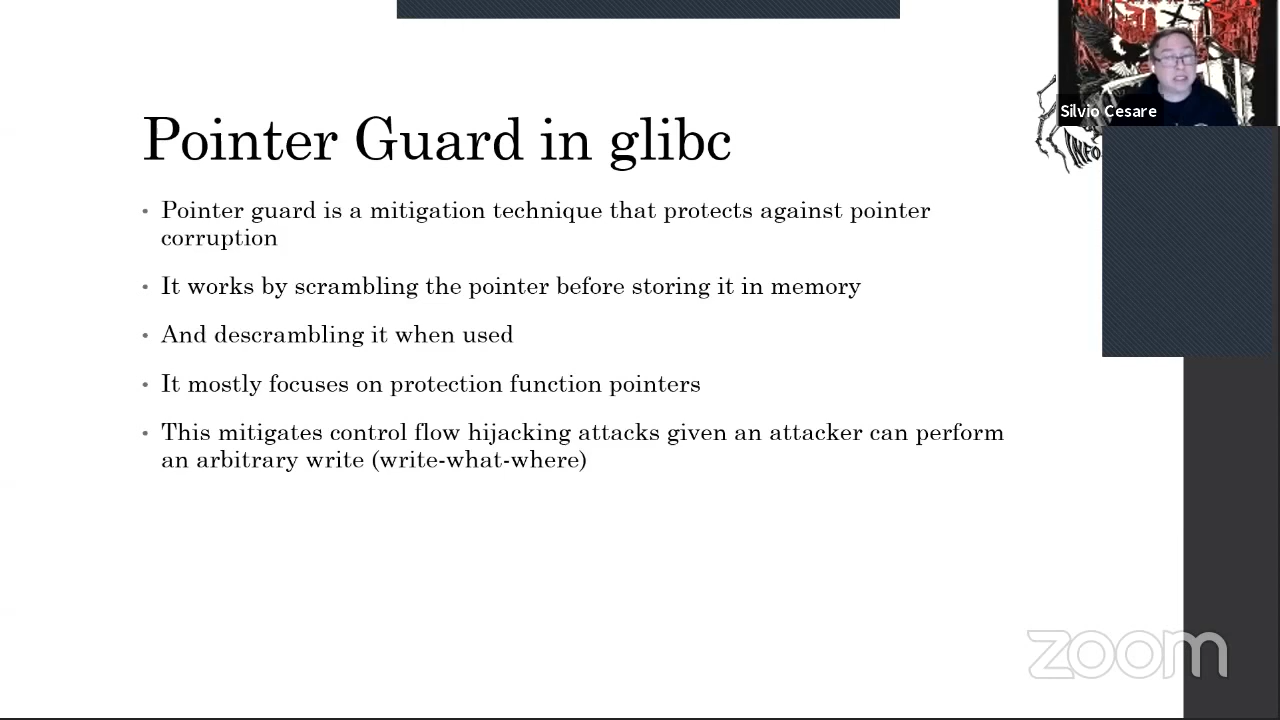 Silvio Cesare
INFO
Pointer Guard in glibc
• Pointer guard is a mitigation technique that protects against pointer
corruption
• It works by scrambling the pointer before storing it in memory
• And descrambling it when used
• It mostly focuses on protection function pointers
• This mitigates control flow hijacking attacks given an attacker can perform
an arbitrary write (write-what-where)
zoom